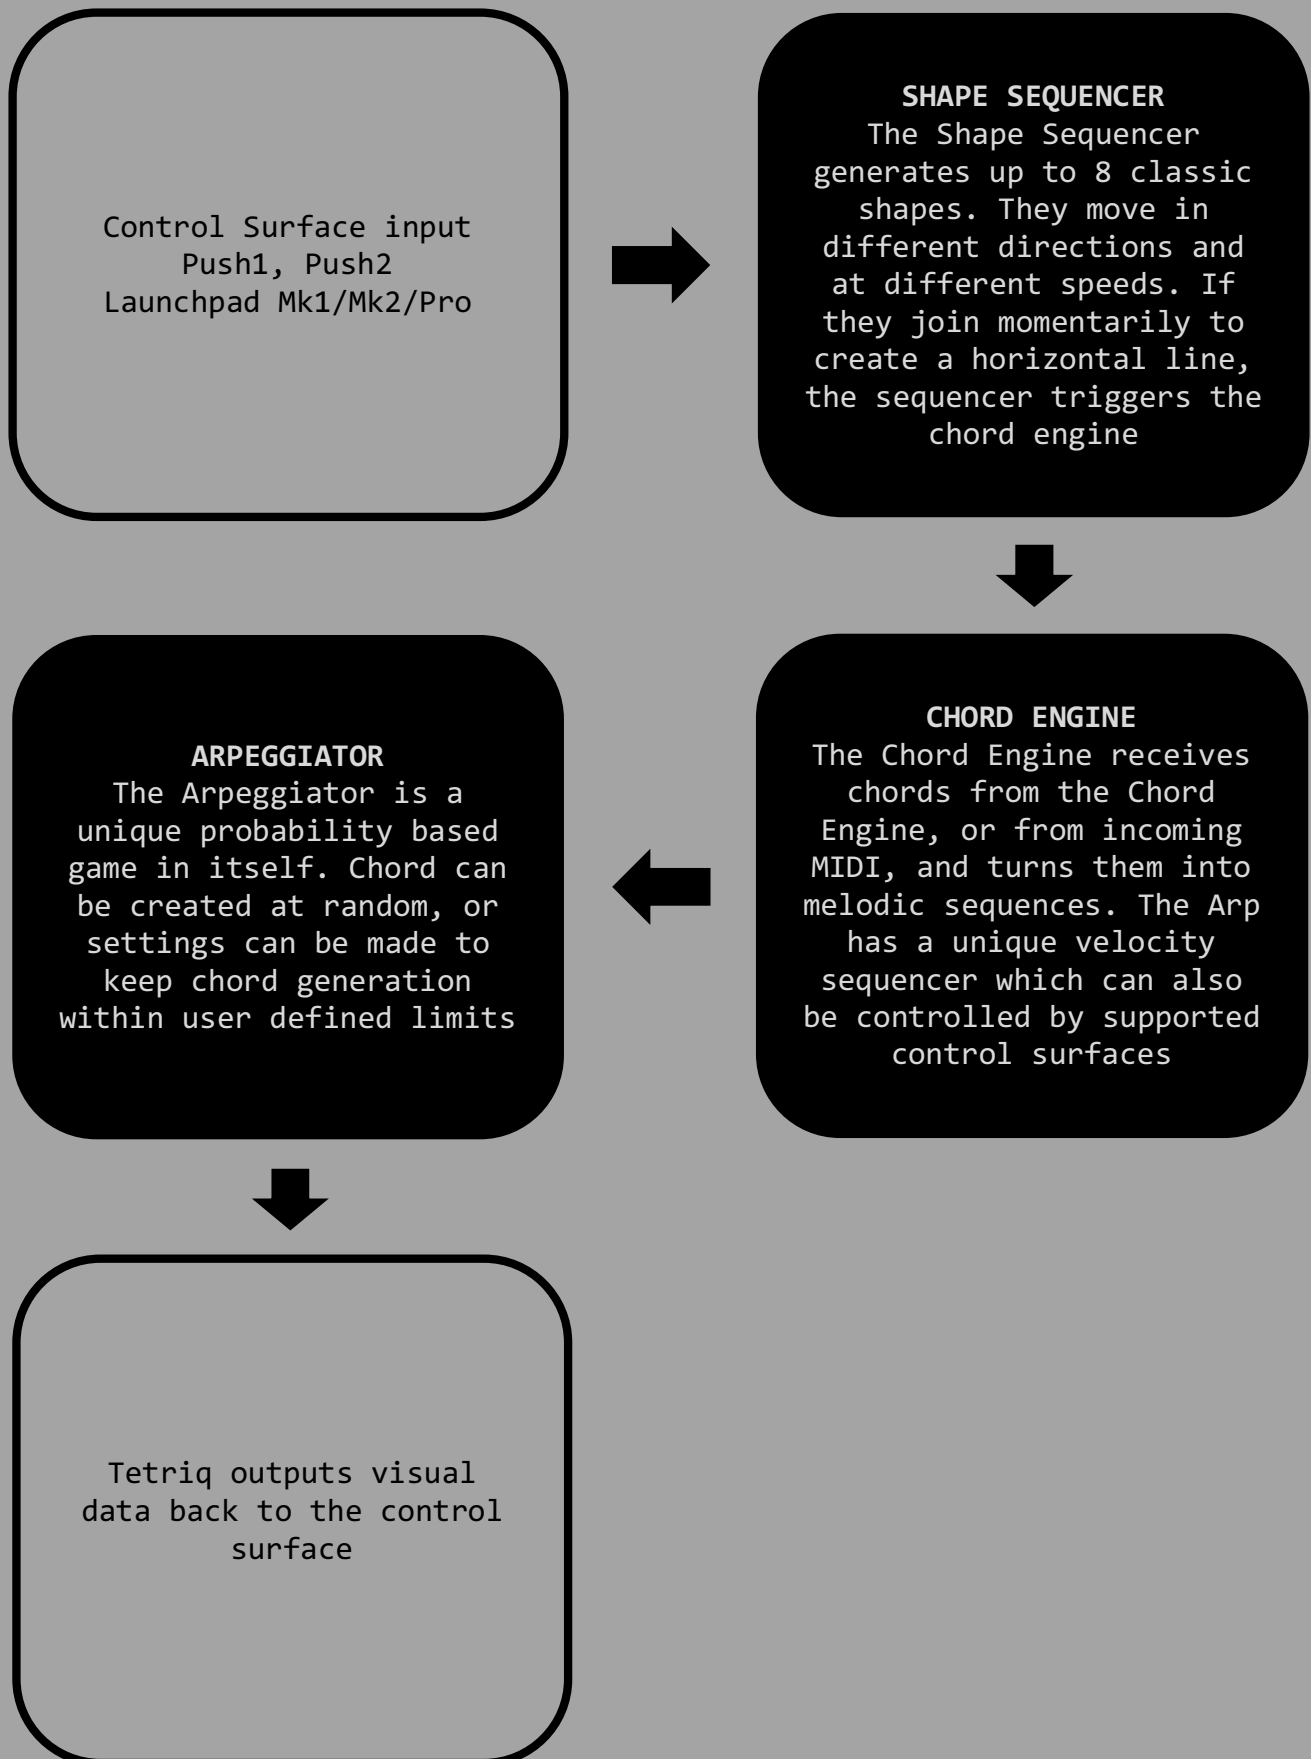 Control Surface input
Push1, Push2
Launchpad Mk1/Mk2/Pro
SHAPE SEQUENCER
The Shape Sequencer
generates up to 8 classic
shapes. They move in
different directions and
at different speeds. If
they join momentarily to
create a horizontal line,
the sequencer triggers the
chord engine
CHORD ENGINE
The Chord Engine receives
chords from the Chord
Engine, or from incoming
MIDI, and turns them into
melodic sequences. The Arp
has a unique velocity
sequencer which can also
be controlled by supported
control surfaces
ARPEGGIATOR
The Arpeggiator is a
unique probability based
game in itself. Chord can
be created at random, or
settings can be made to
keep chord generation
within user defined limits
Tetriq outputs visual
data back to the control
surface